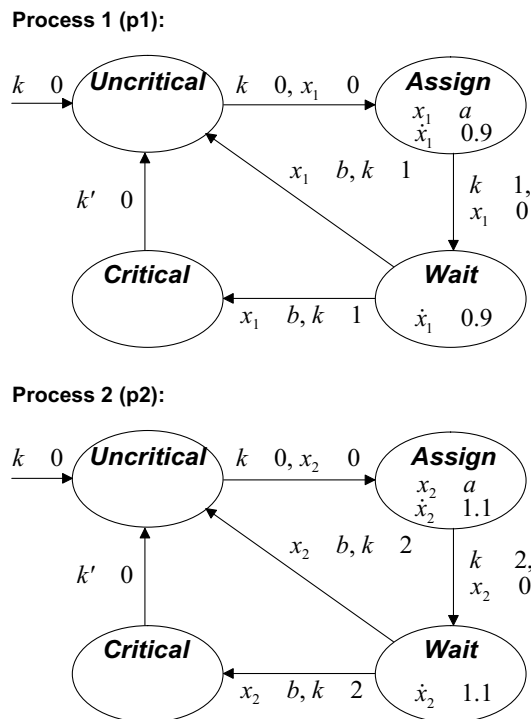 Process 1 (p1):
k 0
Uncritical
k 0, x₁ 0
Assign
x₁ a
ẋ₁ 0.9
x₁ b, k 1
k 1,
x₁ 0
k′ 0
Critical
Wait
ẋ₁ 0.9
x₁ b, k 1
Process 2 (p2):
k 0
Uncritical
k 0, x₂ 0
Assign
x₂ a
ẋ₂ 1.1
x₂ b, k 2
k 2,
x₂ 0
k′ 0
Critical
Wait
ẋ₂ 1.1
x₂ b, k 2